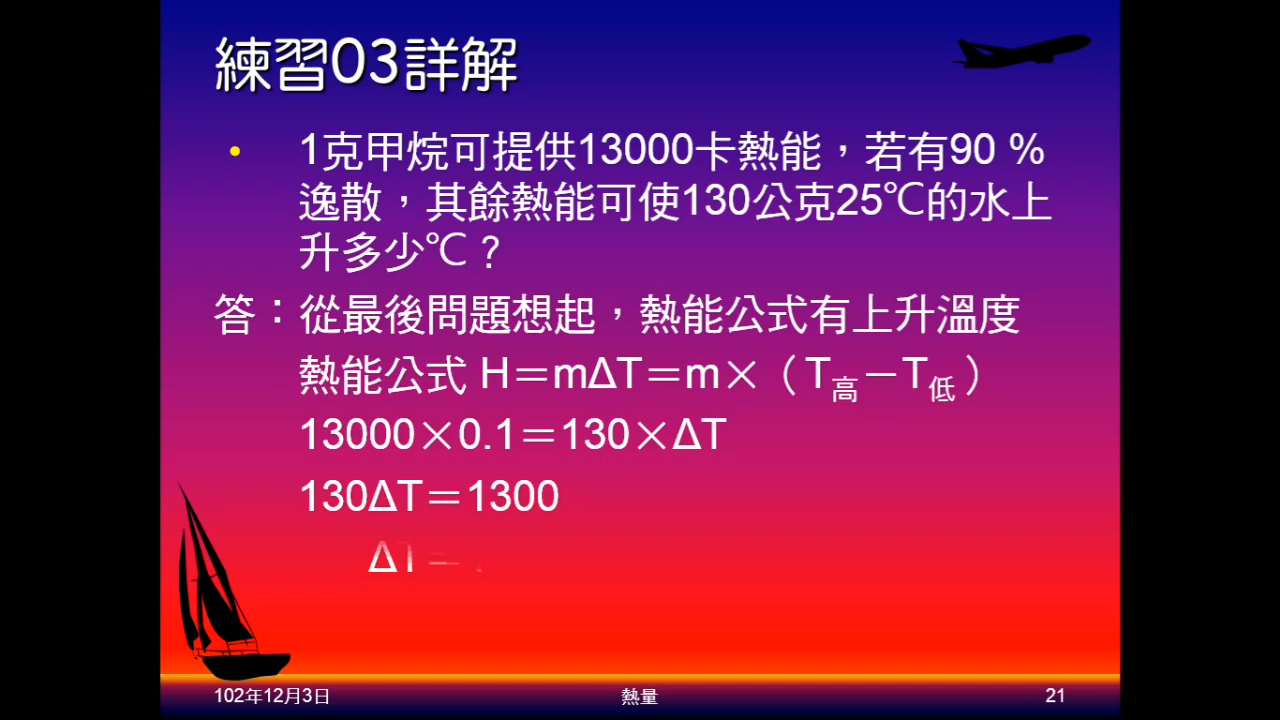 練習03詳解
• 1克甲烷可提供13000卡熱能，若有90 %
逸散，其餘熱能可使130公克25℃的水上
升多少℃？
答：從最後問題想起，熱能公式有上升溫度
熱能公式 H＝mΔT＝m×（T高－T低）
13000×0.1＝130×ΔT
130ΔT＝1300
ΔT＝
102年12月3日
熱量
21